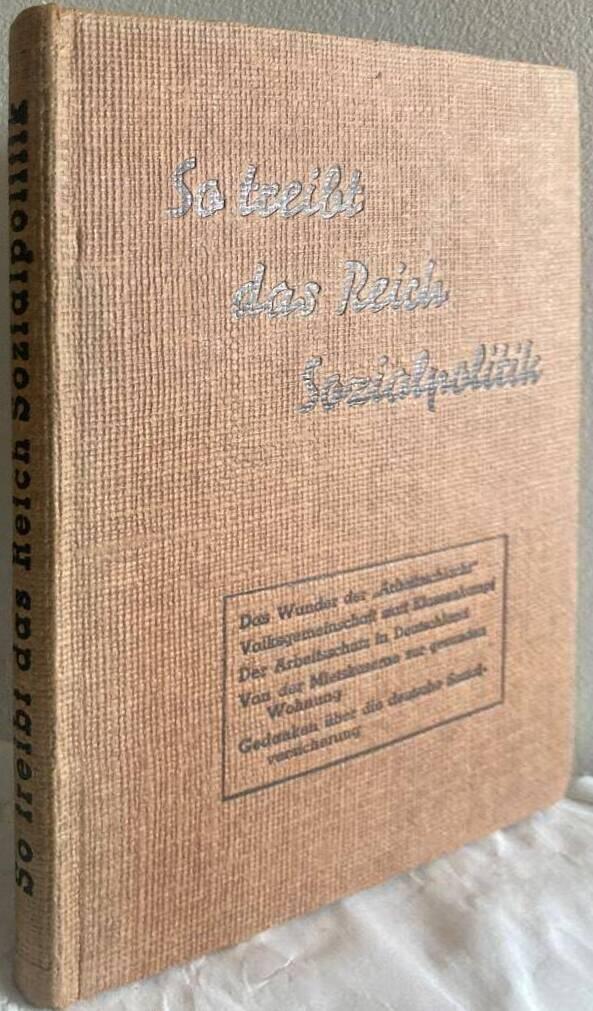 So treibt das Reich Sozialpolitik
So treibt
das Reich
Sozialpolitik
Das Wunder der „Arbeitsschlacht"
Volksgemeinschaft statt Klassenkampf
Der Arbeitsschutz in Deutschland
Von der Mietskaserne zur gesunden
Wohnung
Gedanken über die deutsche Sozial-
versicherung